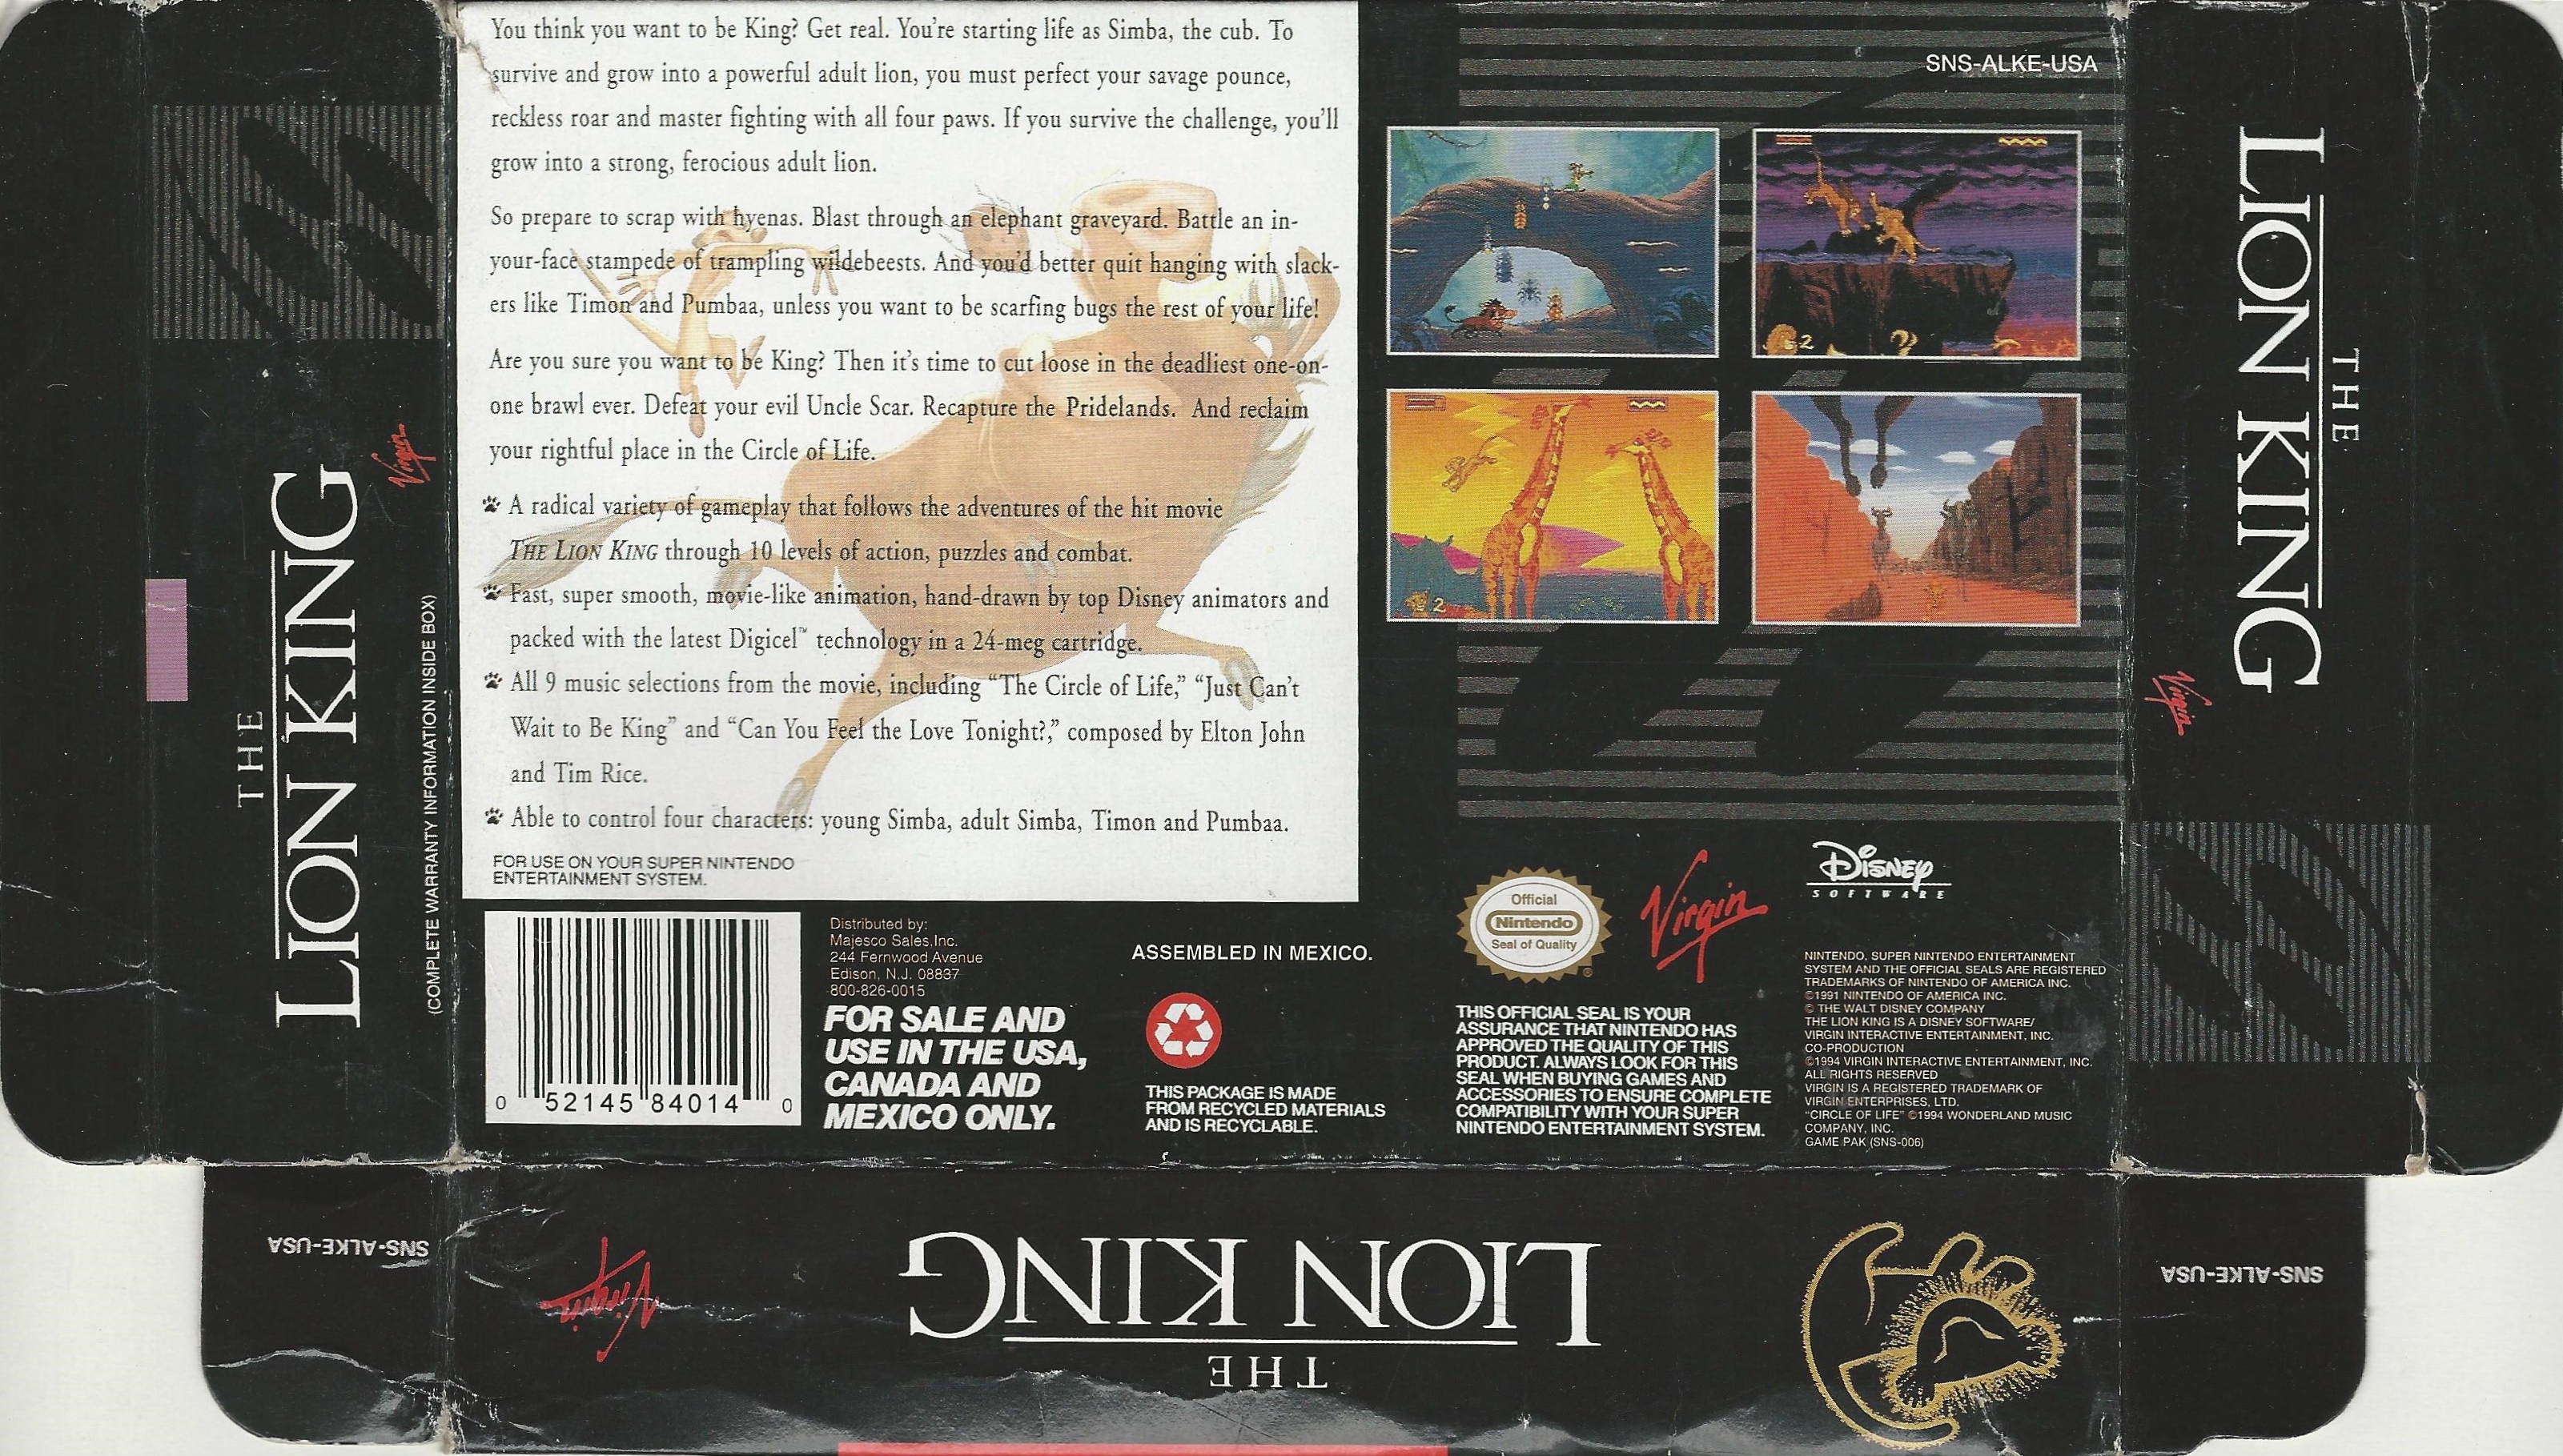 You think you want to be King? Get real. You're starting life as Simba, the cub. To
survive and grow into a powerful adult lion, you must perfect your savage pounce,
reckless roar and master fighting with all four paws. If you survive the challenge, you'll
grow into a strong, ferocious adult lion.
So prepare to scrap with hyenas. Blast through an elephant graveyard. Battle an in-
your-face stampede of trampling wildebeests. And you'd better quit hanging with slack-
ers like Timon and Pumbaa, unless you want to be scarfing bugs the rest of your life!
Are you sure you want to be King? Then it's time to cut loose in the deadliest one-on-
one brawl ever. Defeat your evil Uncle Scar. Recapture the Pridelands. And reclaim
your rightful place in the Circle of Life.
A radical variety of gameplay that follows the adventures of the hit movie
THE LION KING through 10 levels of action, puzzles and combat.
Fast, super smooth, movie-like animation, hand-drawn by top Disney animators and
packed with the latest Digicel™ technology in a 24-meg cartridge.
All 9 music selections from the movie, including “The Circle of Life,” “Just Can't
Wait to Be King” and “Can You Feel the Love Tonight?,” composed by Elton John
and Tim Rice.
Able to control four characters: young Simba, adult Simba, Timon and Pumbaa.
FOR USE ON YOUR SUPER NINTENDO
ENTERTAINMENT SYSTEM.
0 52145 84014 0
Distributed by:
Majesco Sales,Inc.
244 Fernwood Avenue
Edison, N.J. 08837
800-826-0015
FOR SALE AND
USE IN THE USA,
CANADA AND
MEXICO ONLY.
ASSEMBLED IN MEXICO.
THIS PACKAGE IS MADE
FROM RECYCLED MATERIALS
AND IS RECYCLABLE.
SNS-ALKE-USA
2
2
Official
Nintendo
Seal of Quality
®
THIS OFFICIAL SEAL IS YOUR
ASSURANCE THAT NINTENDO HAS
APPROVED THE QUALITY OF THIS
PRODUCT. ALWAYS LOOK FOR THIS
SEAL WHEN BUYING GAMES AND
ACCESSORIES TO ENSURE COMPLETE
COMPATIBILITY WITH YOUR SUPER
NINTENDO ENTERTAINMENT SYSTEM.
Virgin
DISNEY
SOFTWARE
NINTENDO, SUPER NINTENDO ENTERTAINMENT
SYSTEM AND THE OFFICIAL SEALS ARE REGISTERED
TRADEMARKS OF NINTENDO OF AMERICA INC.
©1991 NINTENDO OF AMERICA INC.
© THE WALT DISNEY COMPANY
THE LION KING IS A DISNEY SOFTWARE/
VIRGIN INTERACTIVE ENTERTAINMENT, INC.
CO-PRODUCTION
©1994 VIRGIN INTERACTIVE ENTERTAINMENT, INC.
ALL RIGHTS RESERVED
VIRGIN IS A REGISTERED TRADEMARK OF
VIRGIN ENTERPRISES, LTD.
“CIRCLE OF LIFE” ©1994 WONDERLAND MUSIC
COMPANY, INC.
GAME PAK (SNS-006)
THE
LION KING
Virgin
(COMPLETE WARRANTY INFORMATION INSIDE BOX)
THE
LION KING
Virgin
SNS-ALKE-USA
THE
LION KING
Virgin
SNS-ALKE-USA